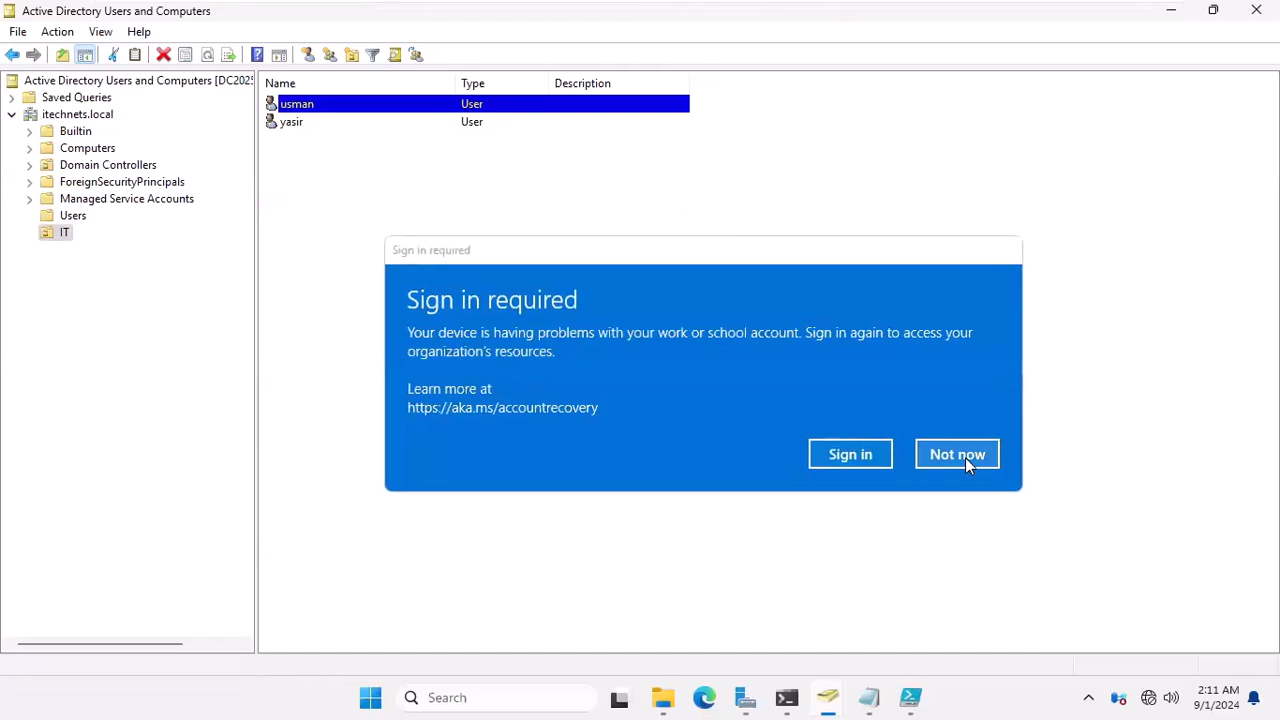 Active Directory Users and Computers
File Action View Help
Active Directory Users and Computers [DC2025
Saved Queries
itechnets.local
Builtin
Computers
Domain Controllers
ForeignSecurityPrincipals
Managed Service Accounts
Users
IT
Name Type Description
usman User
yasir User
Sign in required
Sign in required
Your device is having problems with your work or school account. Sign in again to access your
organization's resources.
Learn more at
https://aka.ms/accountrecovery
Sign in Not now
Search
2:11 AM
9/1/2024